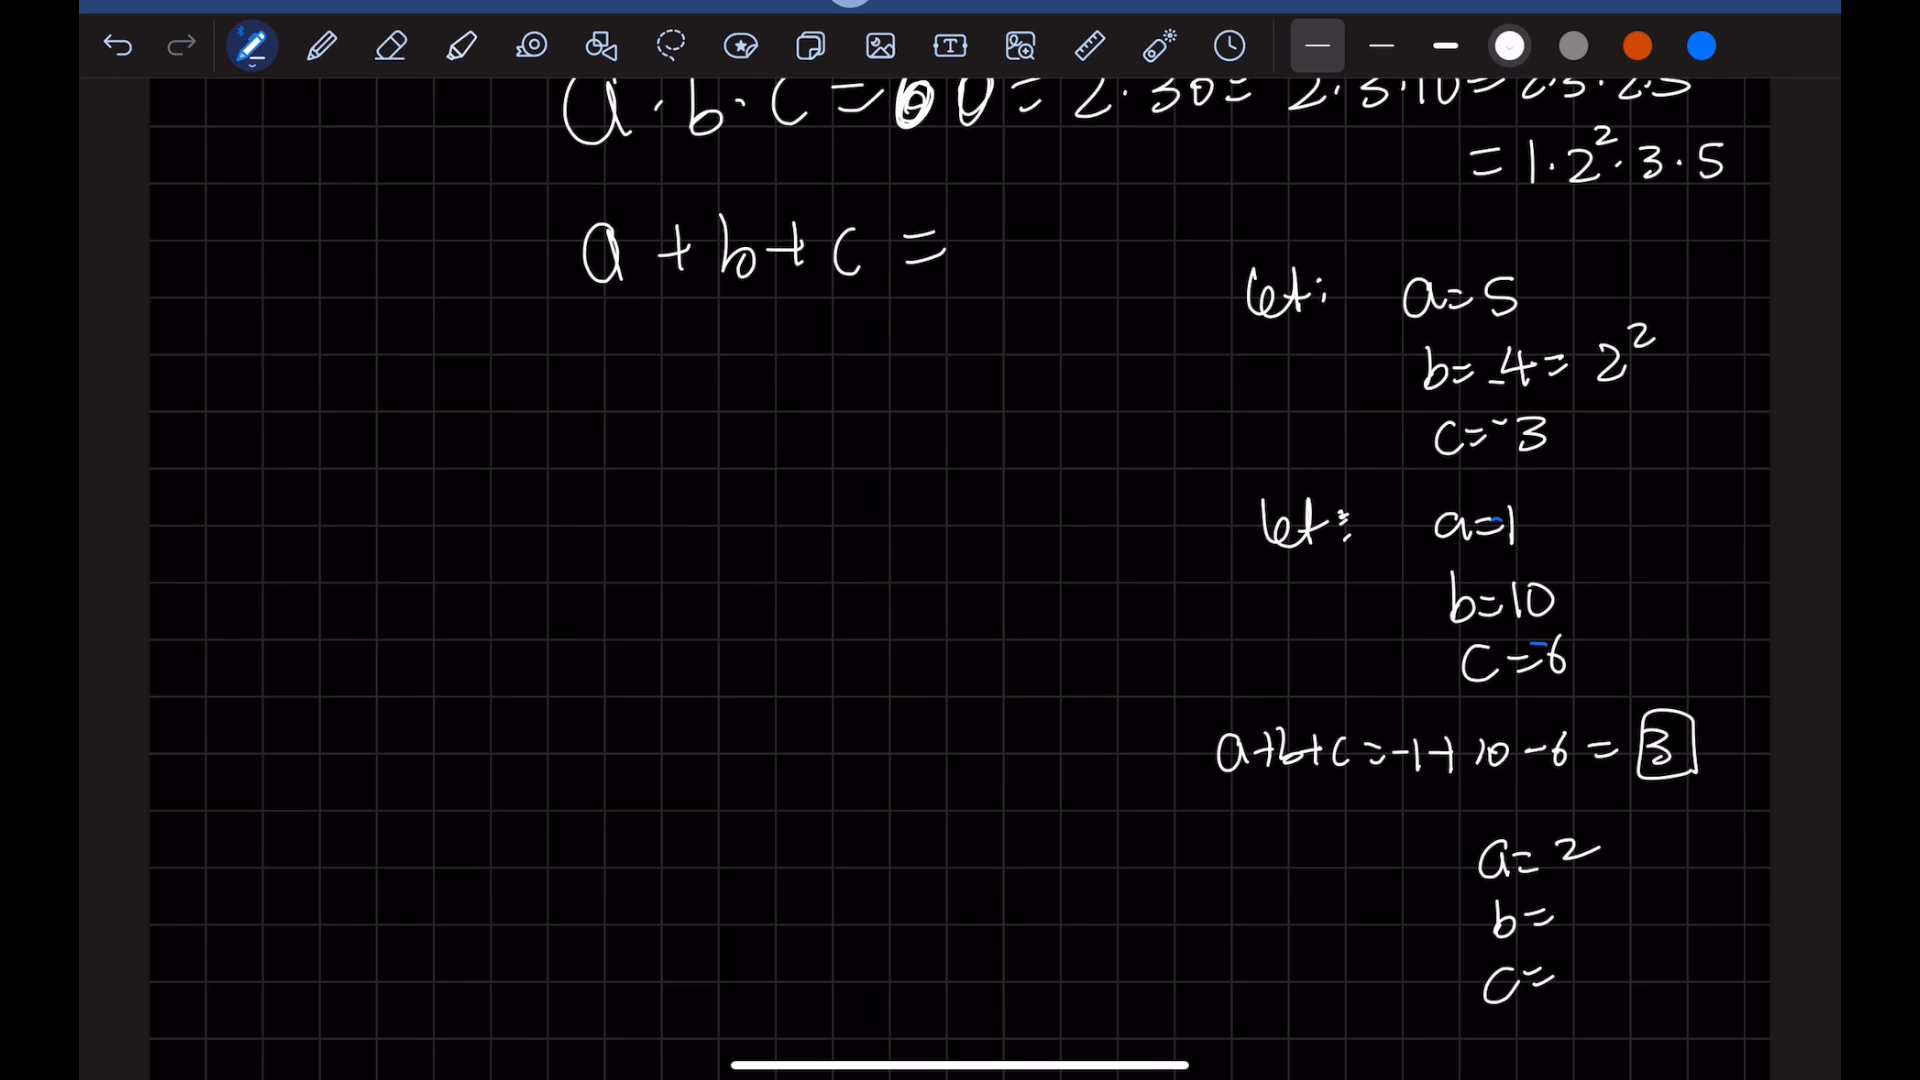 a · b · c = 60 = 2 · 30 = 2 · 3 · 10 = 2·3 · 2·5
= 1 · 2² · 3 · 5
a + b + c =
let: a = 5
b = -4 = 2²
c = -3
let: a = -1
b = 10
c = -6
a+b+c = -1 + 10 - 6 = 3
a = 2
b =
c =